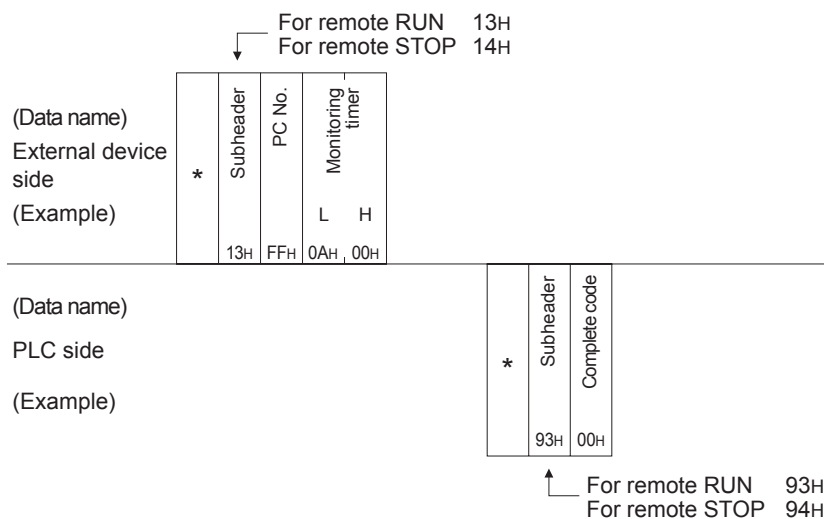 For remote RUN 13H
For remote STOP 14H
(Data name)
External device
side
(Example)
*
Subheader
PC No.
Monitoring
timer
L H
13H FFH 0AH 00H
(Data name)
PLC side
(Example)
*
Subheader
Complete code
93H 00H
For remote RUN 93H
For remote STOP 94H